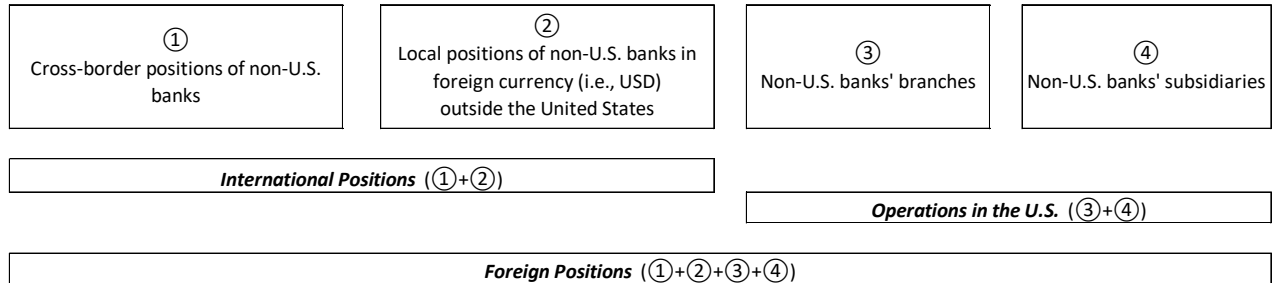 ①
Cross-border positions of non-U.S.
banks
②
Local positions of non-U.S. banks in
foreign currency (i.e., USD)
outside the United States
③
Non-U.S. banks' branches
④
Non-U.S. banks' subsidiaries
International Positions (①+②)
Operations in the U.S. (③+④)
Foreign Positions (①+②+③+④)